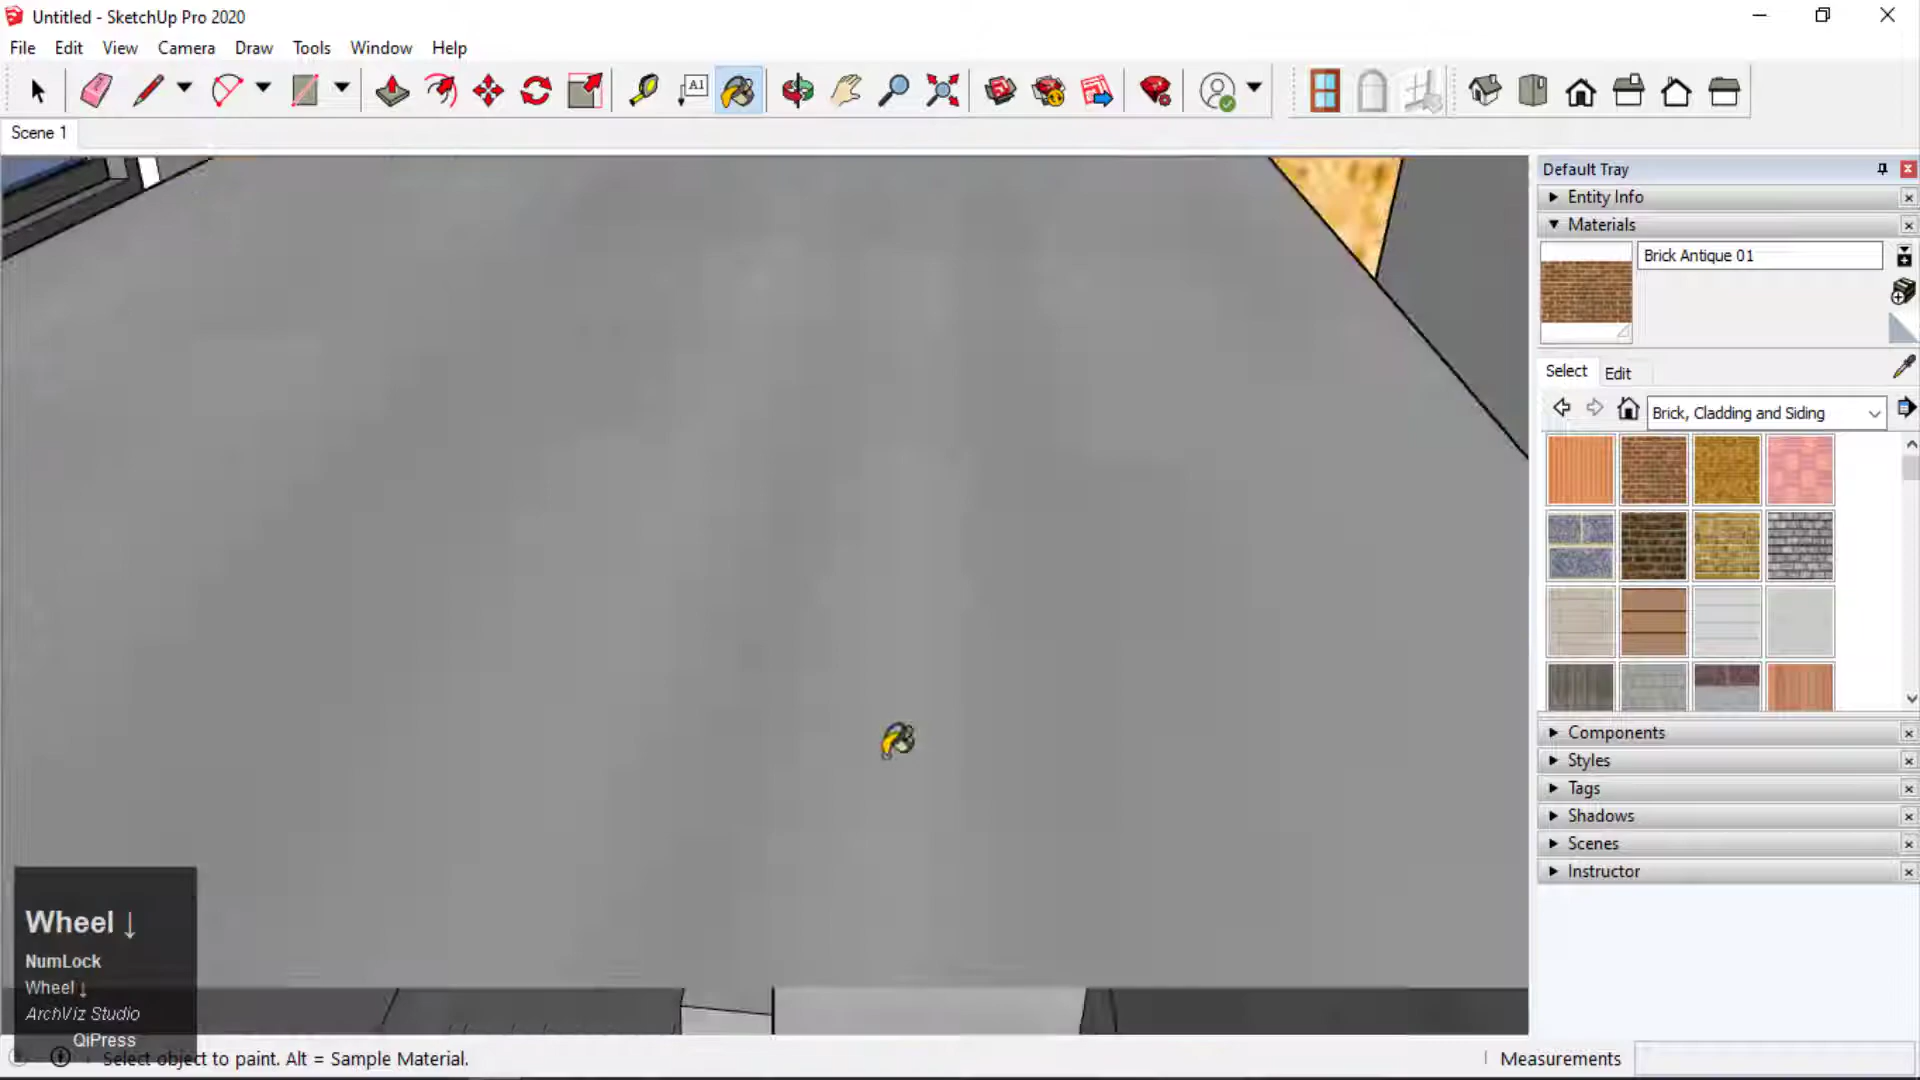 Untitled - SketchUp Pro 2020
File Edit View Camera Draw Tools Window Help
A1
Scene 1
Default Tray
Entity Info
Materials
Brick Antique 01
Select Edit
Brick, Cladding and Siding
Components
Styles
Tags
Shadows
Scenes
Instructor
Wheel ↓
NumLock
Wheel ↓
ArchViz Studio
QiPress
Select object to paint. Alt = Sample Material.
Measurements